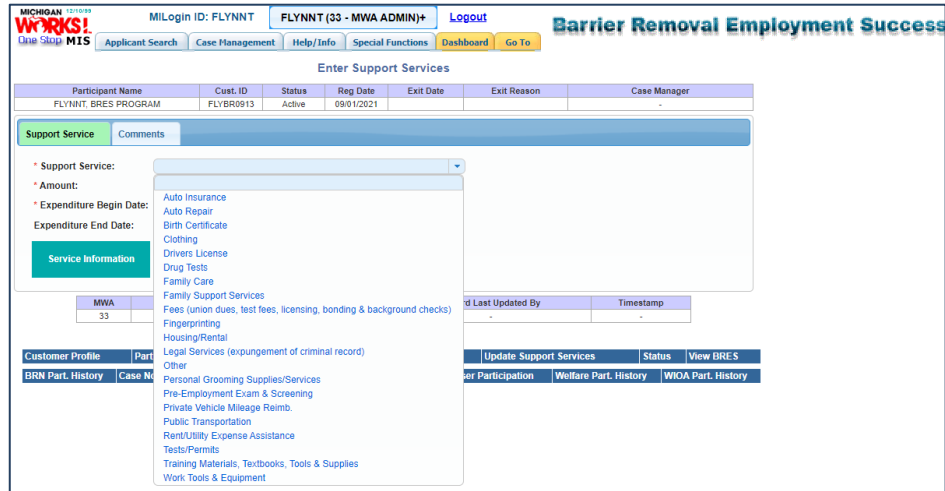 MICHIGAN 12/10/99
WORKS!
One Stop MIS
MILogin ID: FLYNNT
FLYNNT (33 - MWA ADMIN)+
Logout
Barrier Removal Employment Success
Applicant Search
Case Management
Help/Info
Special Functions
Dashboard
Go To
Enter Support Services
Participant Name Cust. ID Status Reg Date Exit Date Exit Reason Case Manager
FLYNNT, BRES PROGRAM FLYBR0913 Active 09/01/2021 -
Support Service
Comments
* Support Service:
* Amount:
* Expenditure Begin Date:
Expenditure End Date:
Service Information
Auto Insurance
Auto Repair
Birth Certificate
Clothing
Drivers License
Drug Tests
Family Care
Family Support Services
Fees (union dues, test fees, licensing, bonding & background checks)
Fingerprinting
Housing/Rental
Legal Services (expungement of criminal record)
Other
Personal Grooming Supplies/Services
Pre-Employment Exam & Screening
Private Vehicle Mileage Reimb.
Public Transportation
Rent/Utility Expense Assistance
Tests/Permits
Training Materials, Textbooks, Tools & Supplies
Work Tools & Equipment
MWA Last Updated By Timestamp
33 - -
Customer Profile Part Update Support Services Status View BRES
BRN Part. History Case No Participation Welfare Part. History WIOA Part. History